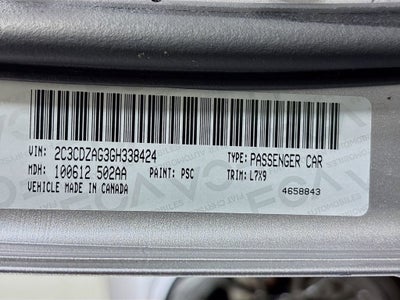 VIN: 2C3CDZAG3GH338424 TYPE: PASSENGER CAR
MDH: 100612 502AA PAINT: PSC TRIM: L7X9
VEHICLE MADE IN CANADA 4658843